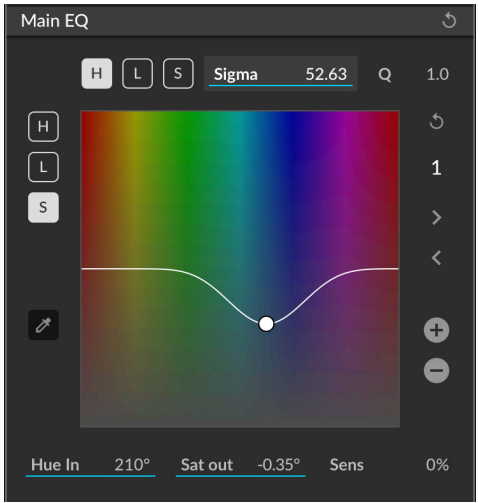 Main EQ
H L S Sigma 52.63 Q 1.0
H
L 1
S
Hue In 210° Sat out -0.35° Sens 0%